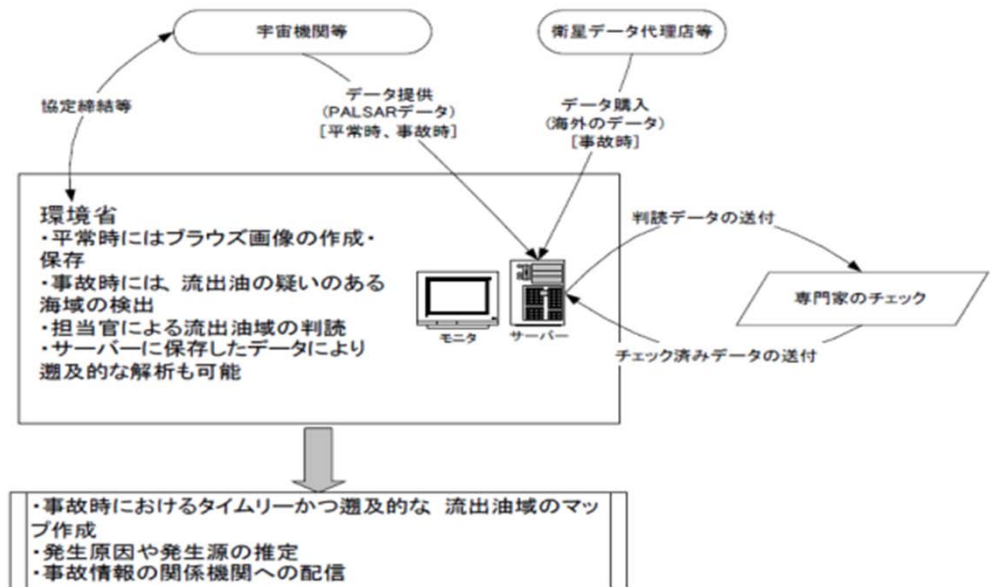 宇宙機関等
衛星データ代理店等
協定締結等
データ提供
(PALSARデータ)
[平常時、事故時]
データ購入
(海外のデータ)
[事故時]
環境省
・平常時にはブラウズ画像の作成・
保存
・事故時には、流出油の疑いのある
海域の検出
・担当官による流出油域の判読
・サーバーに保存したデータにより
遡及的な解析も可能
モニタ
サーバー
判読データの送付
専門家のチェック
チェック済みデータの送付
・事故時におけるタイムリーかつ遡及的な 流出油域のマッ
プ作成
・発生原因や発生源の推定
・事故情報の関係機関への配信